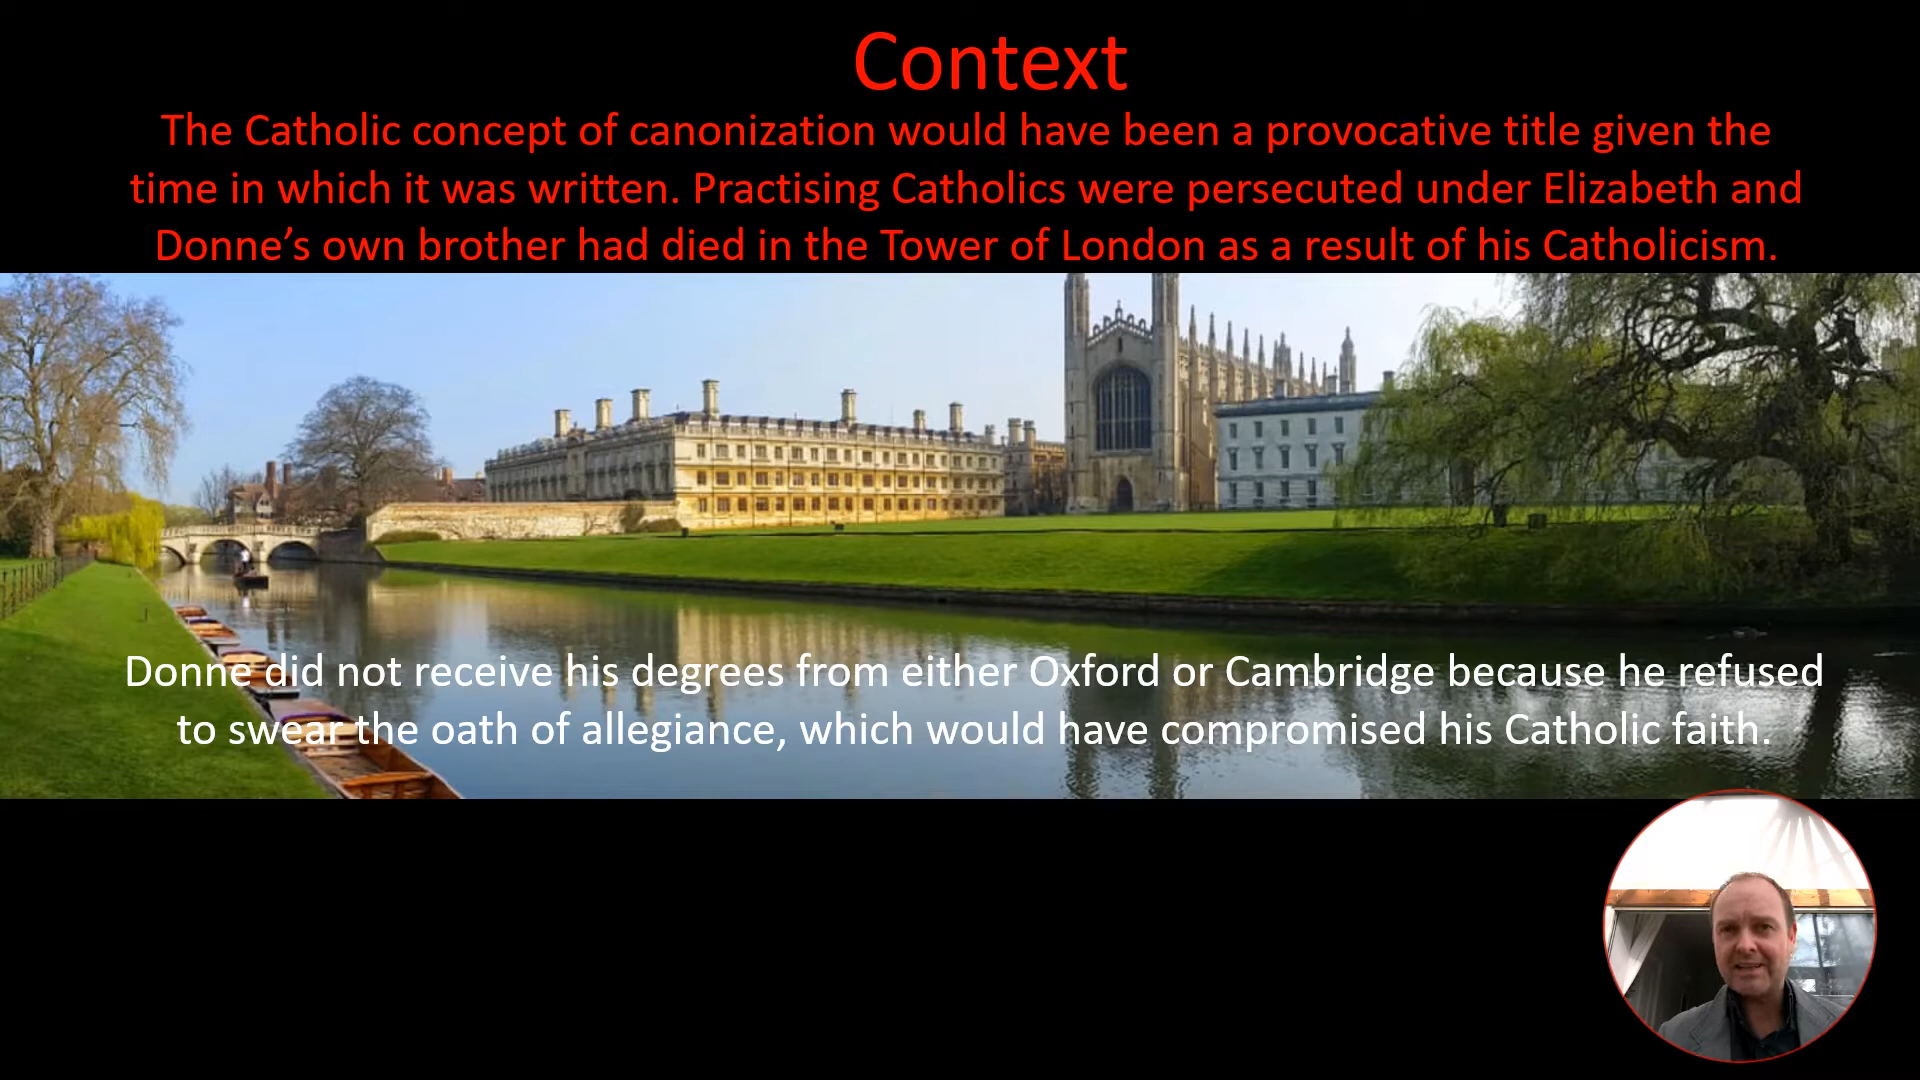 Context
The Catholic concept of canonization would have been a provocative title given the
time in which it was written. Practising Catholics were persecuted under Elizabeth and
Donne’s own brother had died in the Tower of London as a result of his Catholicism.
Donne did not receive his degrees from either Oxford or Cambridge because he refused
to swear the oath of allegiance, which would have compromised his Catholic faith.